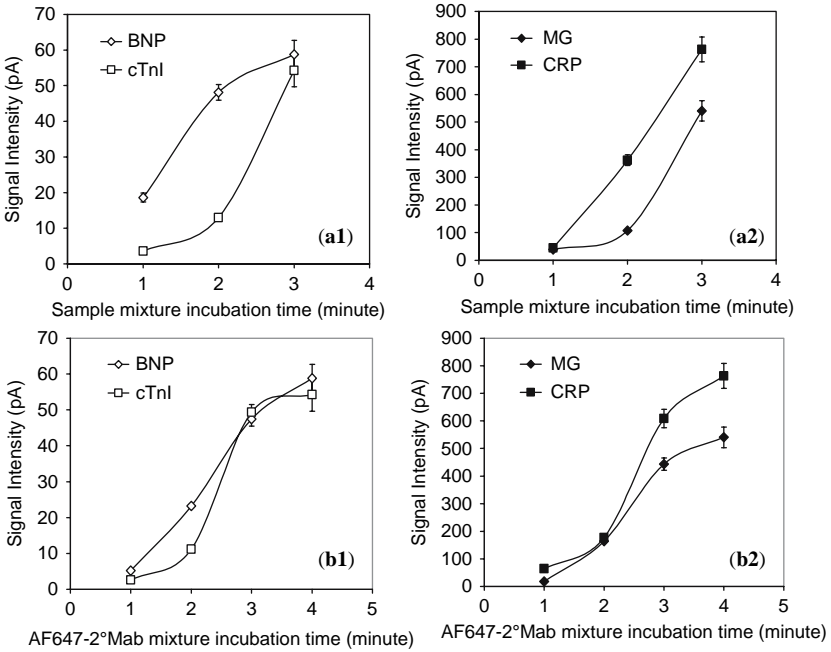 70
60
50
40
30
20
10
0
Signal Intensity (pA)
BNP
cTnI
(a1)
0 1 2 3 4
Sample mixture incubation time (minute)
900
800
700
600
500
400
300
200
100
0
Signal Intensity (pA)
MG
CRP
(a2)
0 1 2 3 4
Sample mixture incubation time (minute)
70
60
50
40
30
20
10
0
Signal Intensity (pA)
BNP
cTnI
(b1)
0 1 2 3 4 5
AF647-2°Mab mixture incubation time (minute)
900
800
700
600
500
400
300
200
100
0
Signal Intensity (pA)
MG
CRP
(b2)
0 1 2 3 4 5
AF647-2°Mab mixture incubation time (minute)